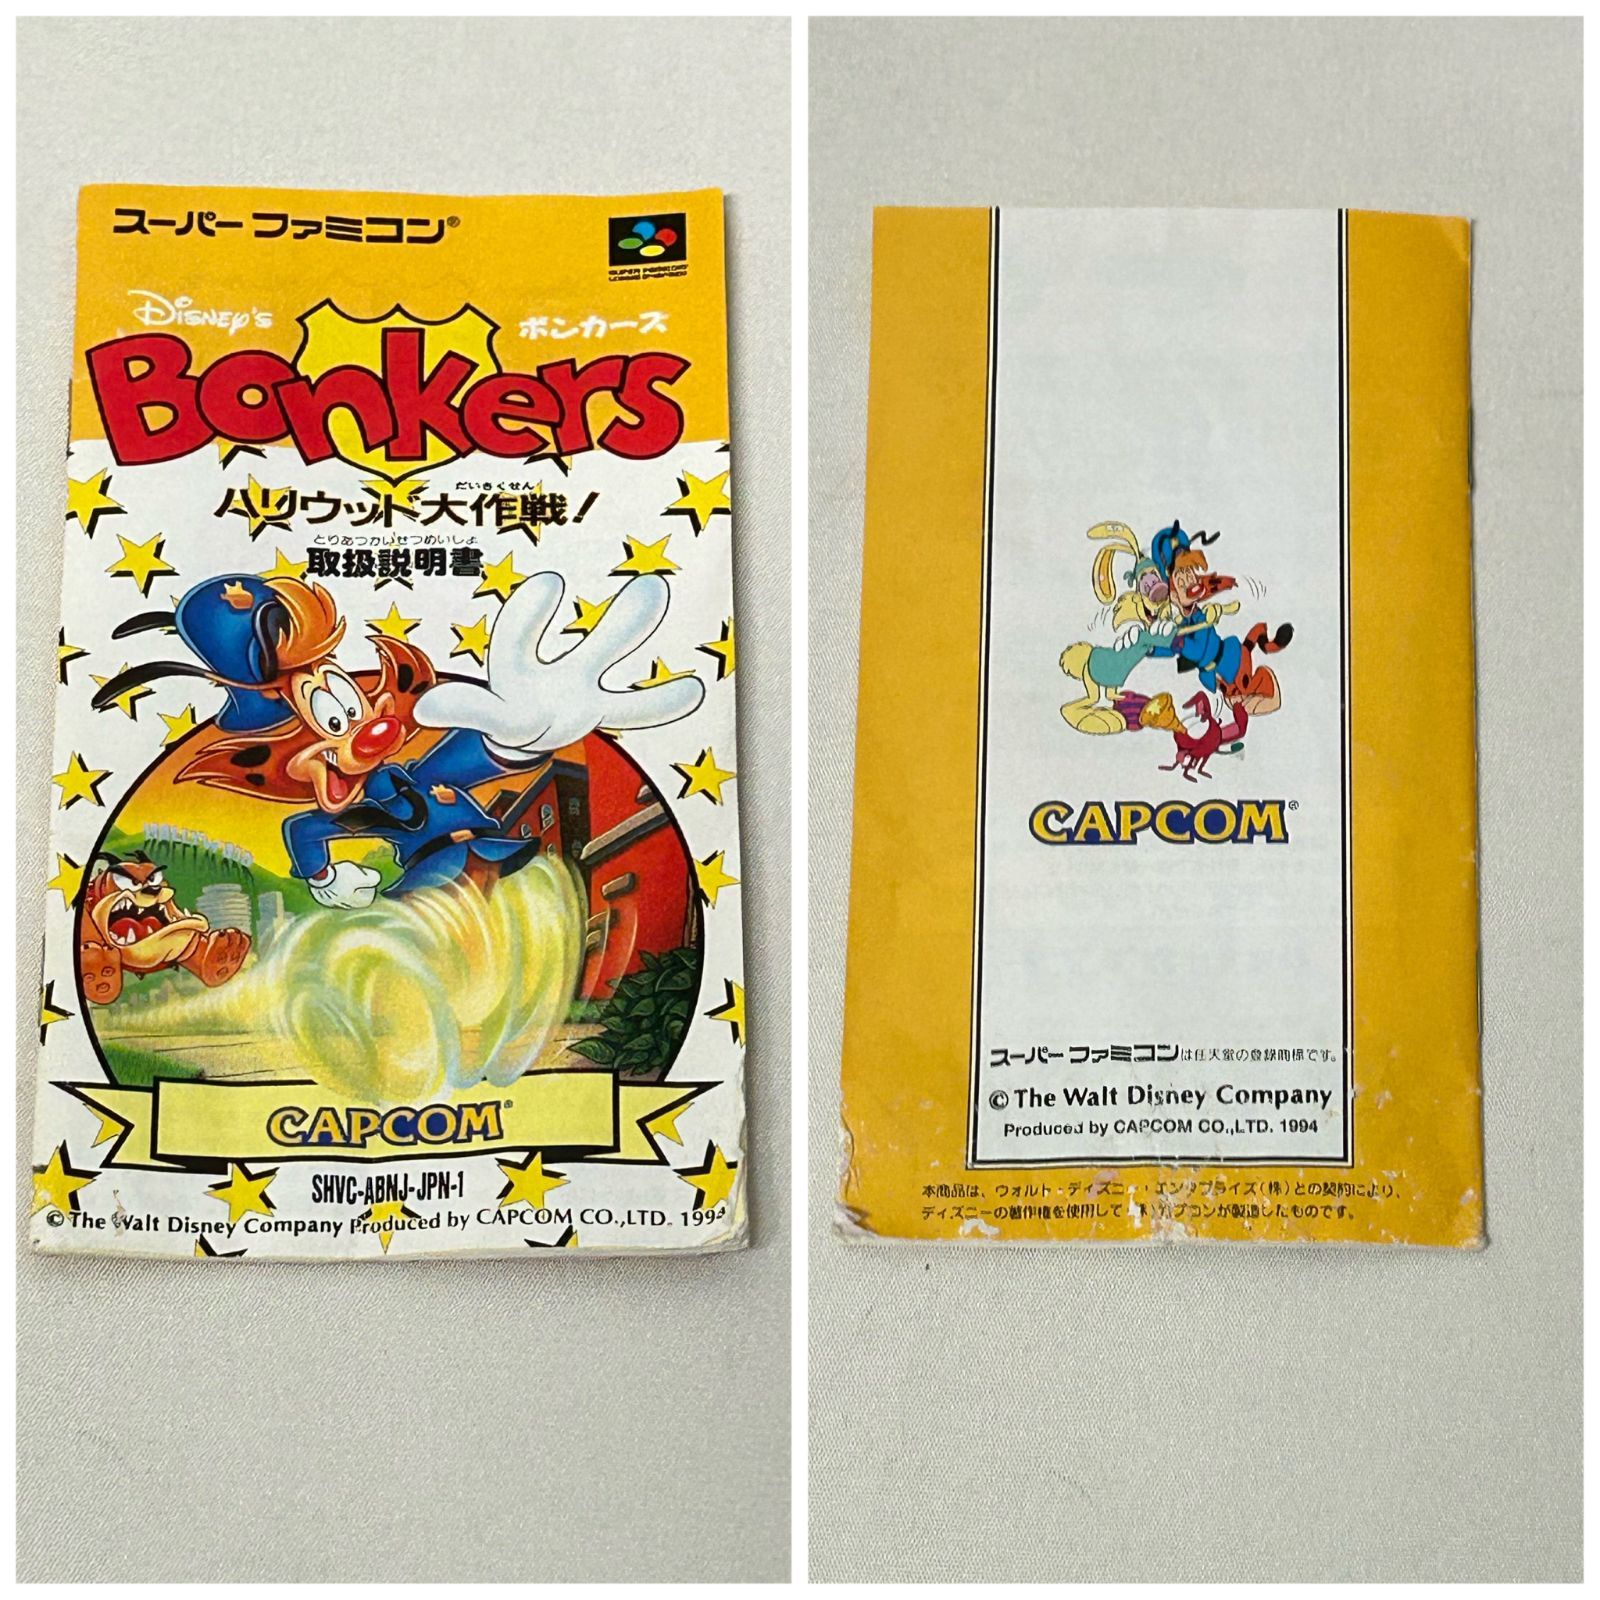 スーパーファミコン®
SUPER FAMICOM
Disney's
ボンカーズ
Bonkers
だいさくせん
ハリウッド大作戦!
とりあつかいせつめいしょ
取扱説明書
CAPCOM®
SHVC-ABNJ-JPN-1
© The Walt Disney Company Produced by CAPCOM CO.,LTD. 1994
CAPCOM®
スーパーファミコンは任天堂の登録商標です。
© The Walt Disney Company
Produced by CAPCOM CO.,LTD. 1994
本商品は、ウォルト・ディズニー・エンタプライズ(株)との契約により、
ディズニーの著作権を使用して(株)カプコンが製造したものです。